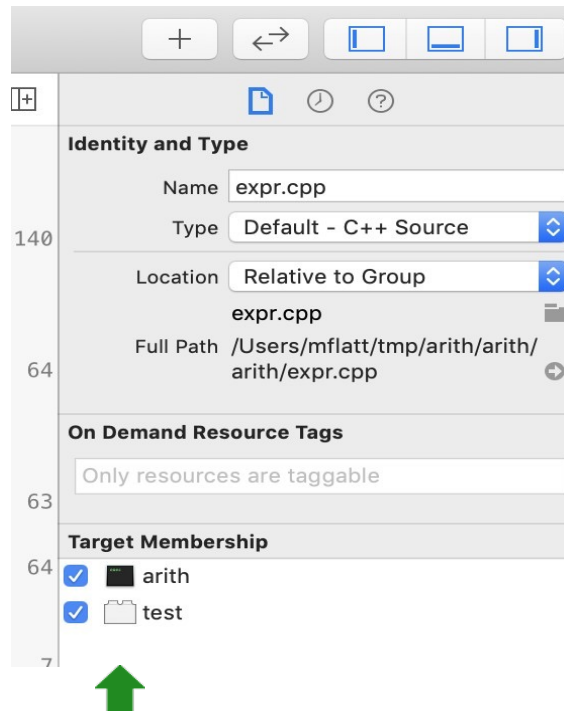 Identity and Type
Name expr.cpp
Type Default - C++ Source
140
Location Relative to Group
expr.cpp
Full Path /Users/mflatt/tmp/arith/arith/
64 arith/expr.cpp
On Demand Resource Tags
Only resources are taggable
63
Target Membership
64 arith
test
7